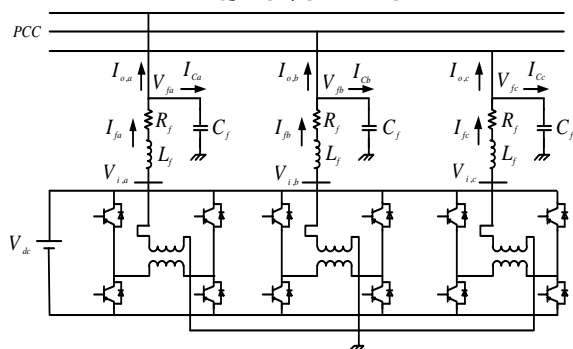 PCC
I_{o,a} V_{fa} I_{Ca} I_{o,b} V_{fb} I_{Cb} I_{o,c} V_{fc} I_{Cc}
I_{fa} R_f C_f I_{fb} R_f C_f I_{fc} R_f C_f
L_f L_f L_f
V_{i,a} V_{i,b} V_{i,c}
V_{dc}